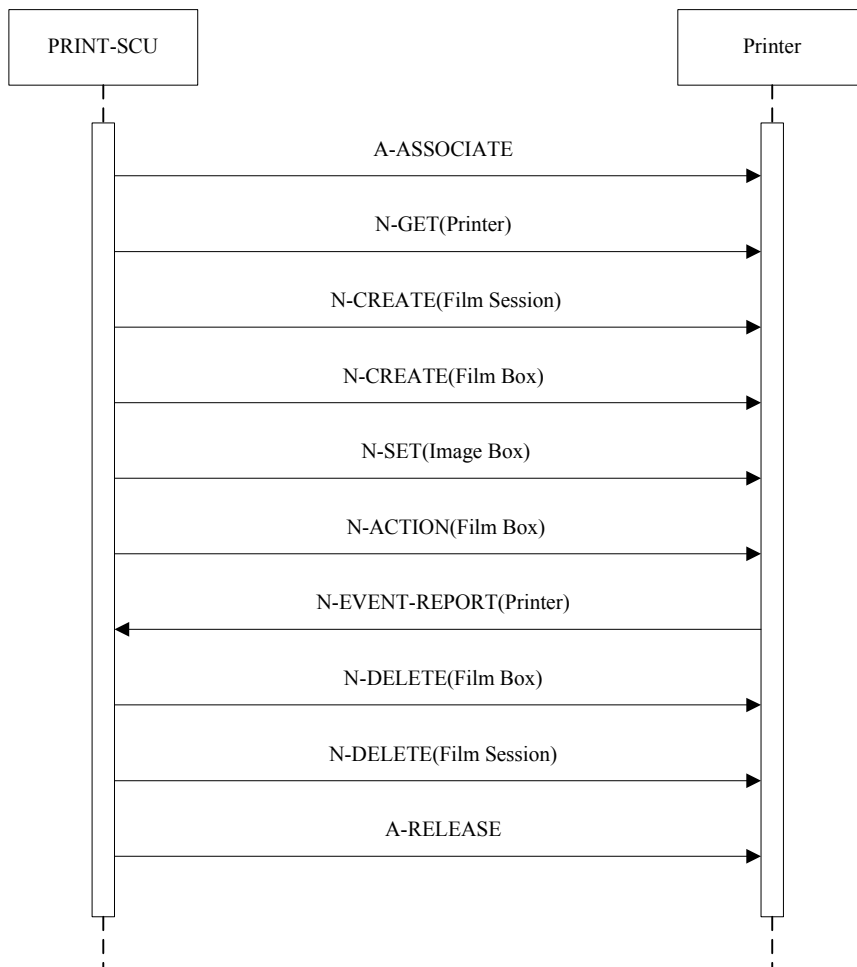 PRINT-SCU
Printer
A-ASSOCIATE
N-GET(Printer)
N-CREATE(Film Session)
N-CREATE(Film Box)
N-SET(Image Box)
N-ACTION(Film Box)
N-EVENT-REPORT(Printer)
N-DELETE(Film Box)
N-DELETE(Film Session)
A-RELEASE